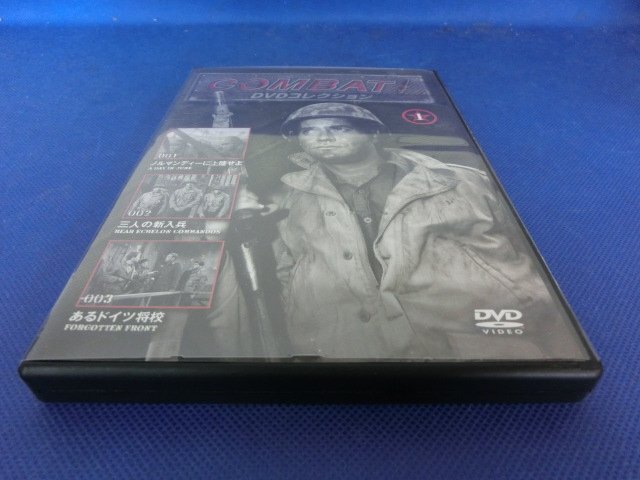 COMBAT!
DVDコレクション
1
001
ノルマンディーに上陸せよ
A DAY IN JUNE
002
三人の新入兵
REAR ECHELON COMMANDOS
003
あるドイツ将校
FORGOTTEN FRONT
DVD
VIDEO